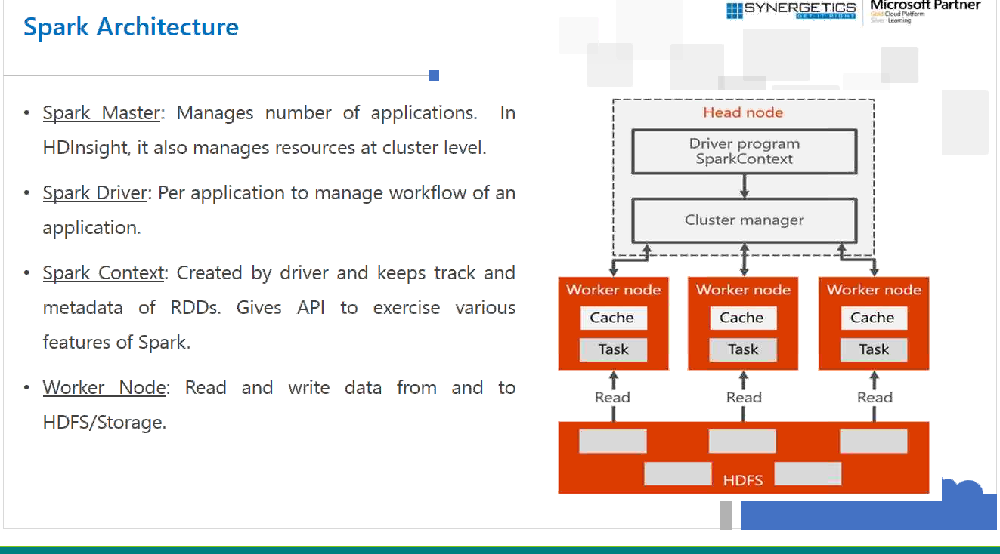 Spark Architecture
SYNERGETICS
GET IT RIGHT
Microsoft Partner
Gold Cloud Platform
Silver Learning
• Spark Master: Manages number of applications. In
HDInsight, it also manages resources at cluster level.
• Spark Driver: Per application to manage workflow of an
application.
• Spark Context: Created by driver and keeps track and
metadata of RDDs. Gives API to exercise various
features of Spark.
• Worker Node: Read and write data from and to
HDFS/Storage.
Head node
Driver program
SparkContext
Cluster manager
Worker node Worker node Worker node
Cache Cache Cache
Task Task Task
Read Read Read
HDFS